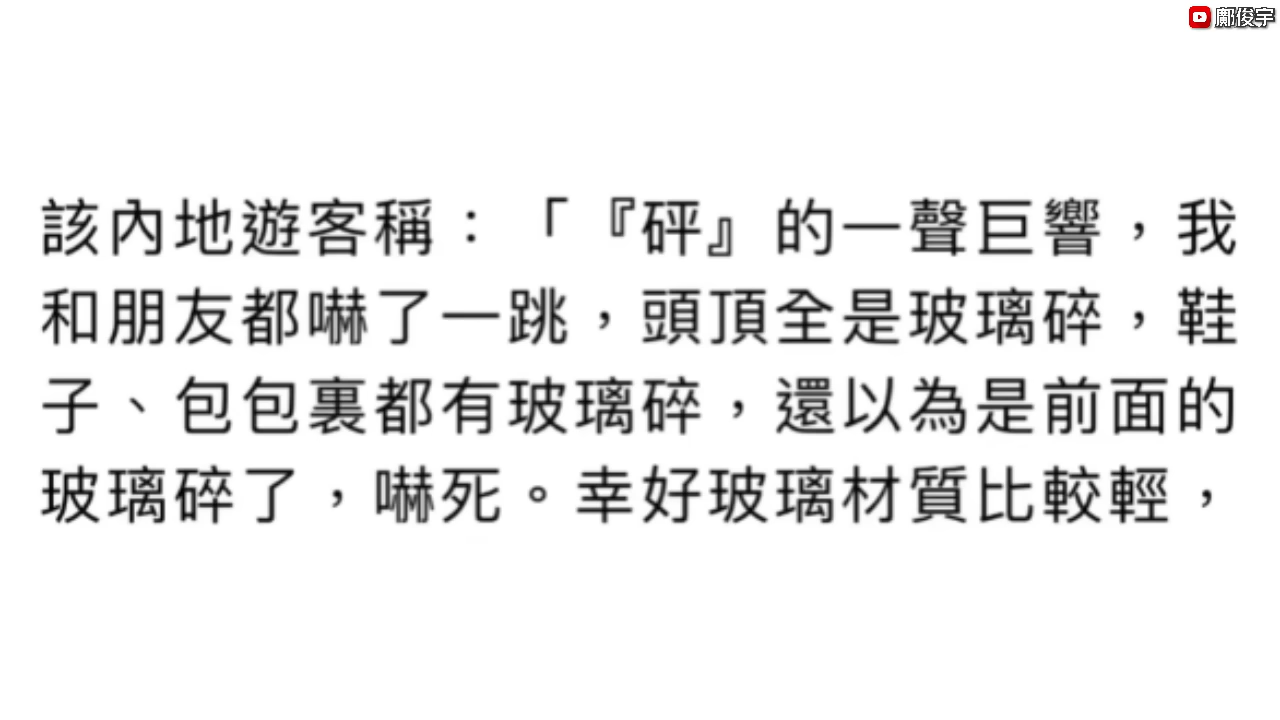 鄺俊宇
該內地遊客稱：「『砰』的一聲巨響，我
和朋友都嚇了一跳，頭頂全是玻璃碎，鞋
子、包包裏都有玻璃碎，還以為是前面的
玻璃碎了，嚇死。幸好玻璃材質比較輕，